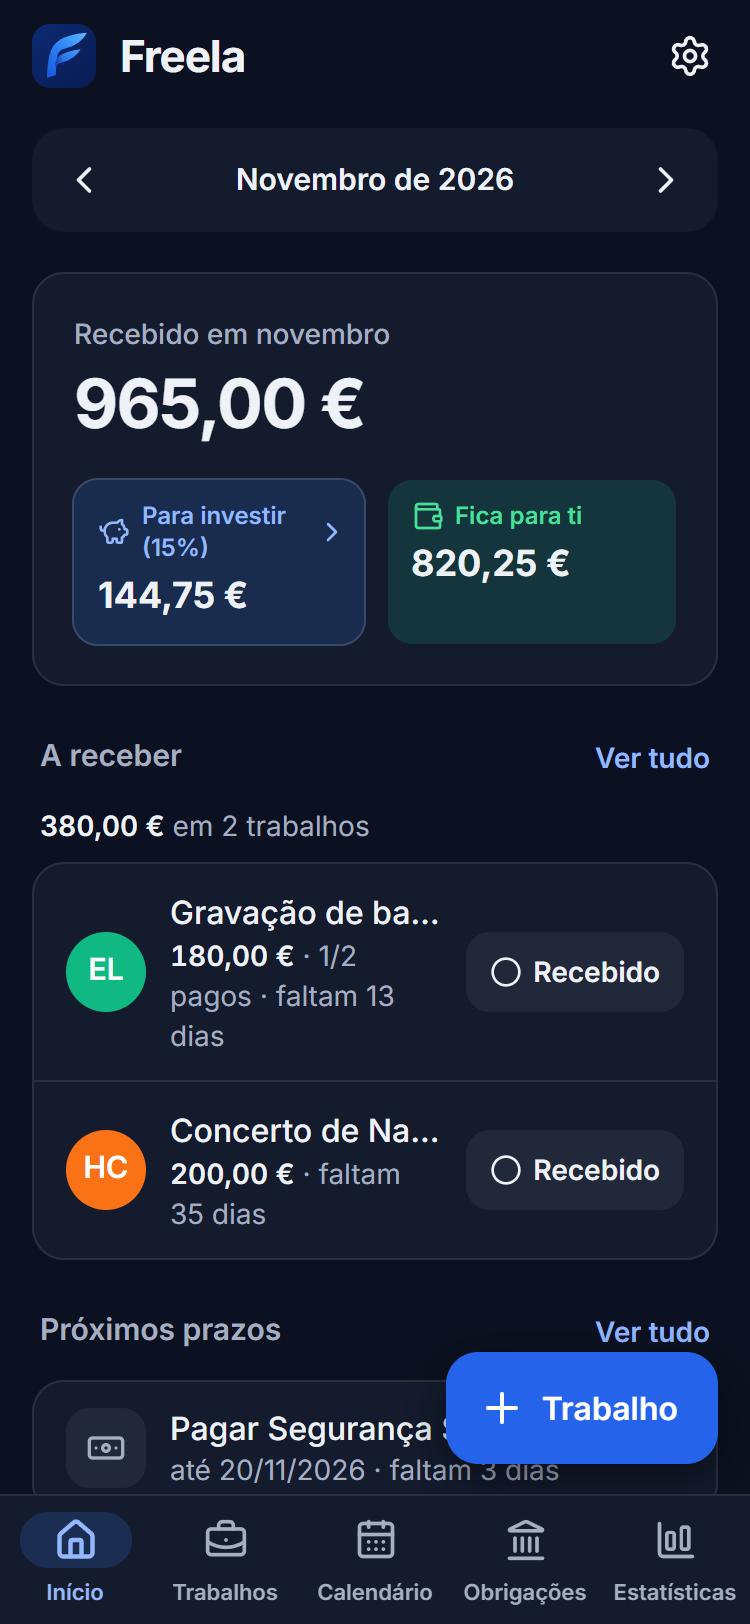 Freela
Novembro de 2026
Recebido em novembro
965,00 €
Para investir
(15%)
144,75 €
Fica para ti
820,25 €
A receber
Ver tudo
380,00 € em 2 trabalhos
EL
Gravação de ba...
180,00 € · 1/2
pagos · faltam 13
dias
Recebido
HC
Concerto de Na...
200,00 € · faltam
35 dias
Recebido
Próximos prazos
Ver tudo
Pagar Segurança
até 20/11/2026 · faltam 3 dias
Trabalho
Início
Trabalhos
Calendário
Obrigações
Estatísticas